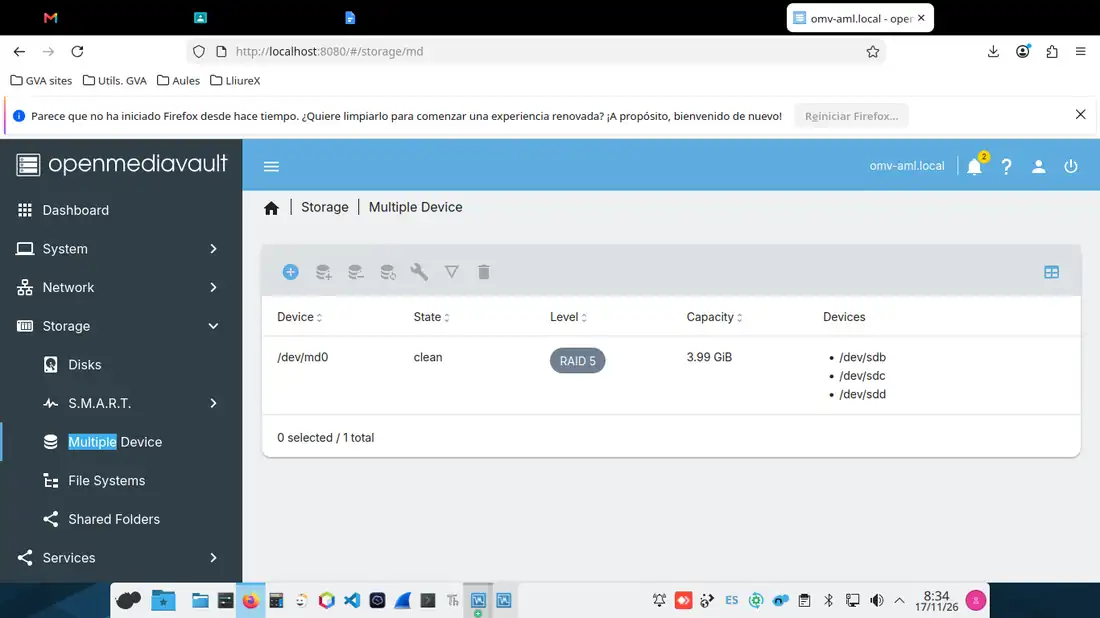 omv-aml.local - oper
http://localhost:8080/#/storage/md
GVA sites
Utils. GVA
Aules
LliureX
Parece que no ha iniciado Firefox desde hace tiempo. ¿Quiere limpiarlo para comenzar una experiencia renovada? ¡A propósito, bienvenido de nuevo!
Reiniciar Firefox...
openmediavault
omv-aml.local
2
Dashboard
System
Network
Storage
Disks
S.M.A.R.T.
Multiple Device
File Systems
Shared Folders
Services
Storage
Multiple Device
Device
State
Level
Capacity
Devices
/dev/md0
clean
RAID 5
3.99 GiB
• /dev/sdb
• /dev/sdc
• /dev/sdd
0 selected / 1 total
Th
ES
8:34
17/11/26